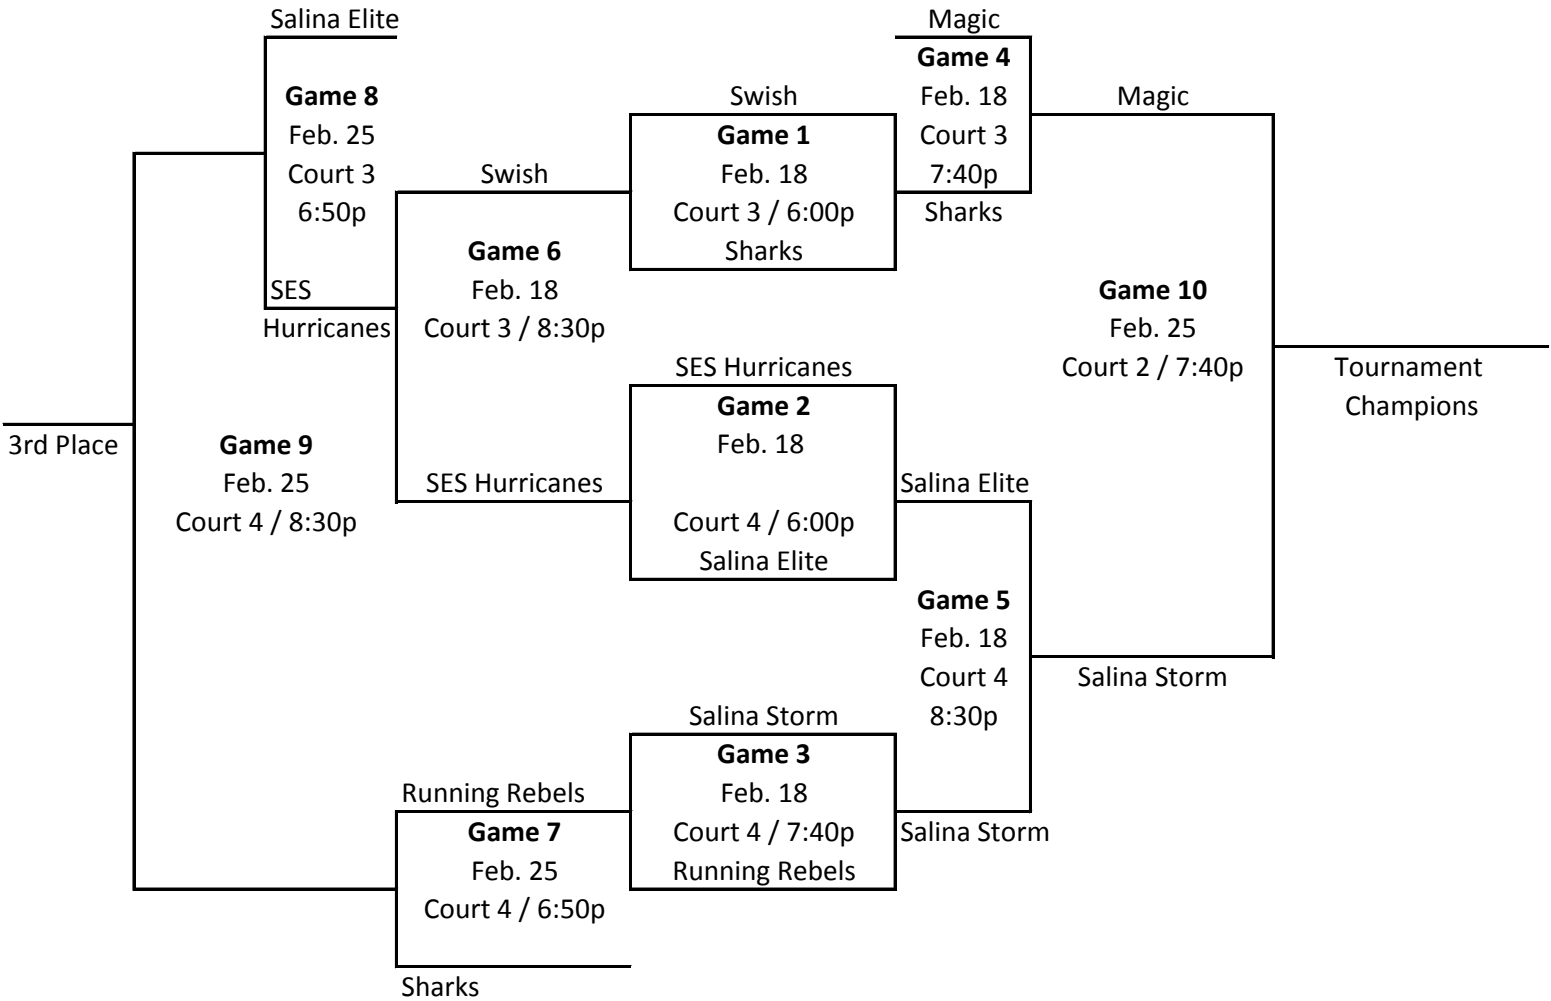 Salina Elite
Magic
Game 8
Feb. 25
Court 3
6:50p
SES
Hurricanes
Swish
Game 6
Feb. 18
Court 3 / 8:30p
SES Hurricanes
3rd Place
Game 9
Feb. 25
Court 4 / 8:30p
Swish
Game 1
Feb. 18
Court 3 / 6:00p
Sharks
SES Hurricanes
Game 2
Feb. 18
Court 4 / 6:00p
Salina Elite
Salina Storm
Game 3
Feb. 18
Court 4 / 7:40p
Running Rebels
Running Rebels
Game 7
Feb. 25
Court 4 / 6:50p
Sharks
Game 4
Feb. 18
Court 3
7:40p
Sharks
Salina Elite
Game 5
Feb. 18
Court 4
8:30p
Salina Storm
Magic
Game 10
Feb. 25
Court 2 / 7:40p
Salina Storm
Tournament
Champions